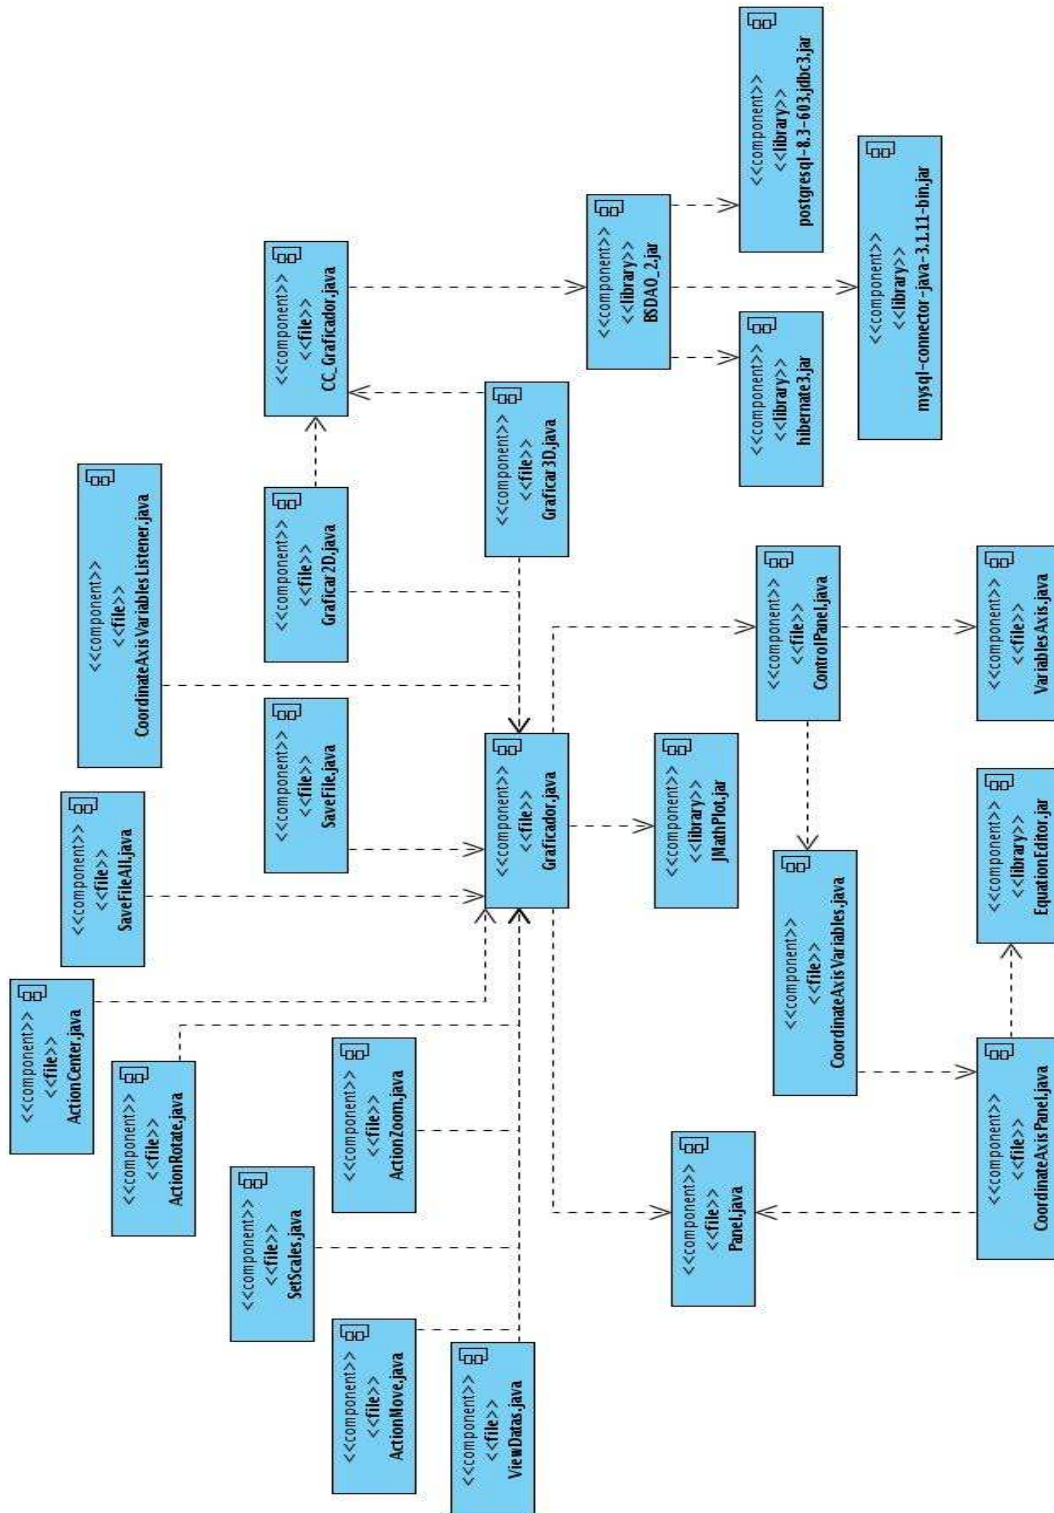 <<component>>
<<file>>
ActionCenter.java
<<component>>
<<file>>
SaveFileAll.java
<<component>>
<<file>>
CoordinateAxisVariablesListener.java
<<component>>
<<file>>
ActionRotate.java
<<component>>
<<file>>
SetScales.java
<<component>>
<<file>>
SaveFile.java
<<component>>
<<file>>
Graficar2D.java
<<component>>
<<file>>
CC_Graficador.java
<<component>>
<<file>>
ActionMove.java
<<component>>
<<file>>
ActionZoom.java
<<component>>
<<file>>
ViewDatas.java
<<component>>
<<file>>
Graficador.java
<<component>>
<<file>>
Graficar3D.java
<<component>>
<<library>>
BSDAO_2.jar
<<component>>
<<file>>
Panel.java
<<component>>
<<library>>
JMathPlot.jar
<<component>>
<<file>>
ControlPanel.java
<<component>>
<<library>>
hibernate3.jar
<<component>>
<<library>>
postgresql-8.3-603.jdbc3.jar
<<component>>
<<file>>
CoordinateAxisVariables.java
<<component>>
<<library>>
mysql-connector-java-3.1.11-bin.jar
<<component>>
<<file>>
CoordinateAxisPanel.java
<<component>>
<<library>>
EquationEditor.jar
<<component>>
<<file>>
VariablesAxis.java